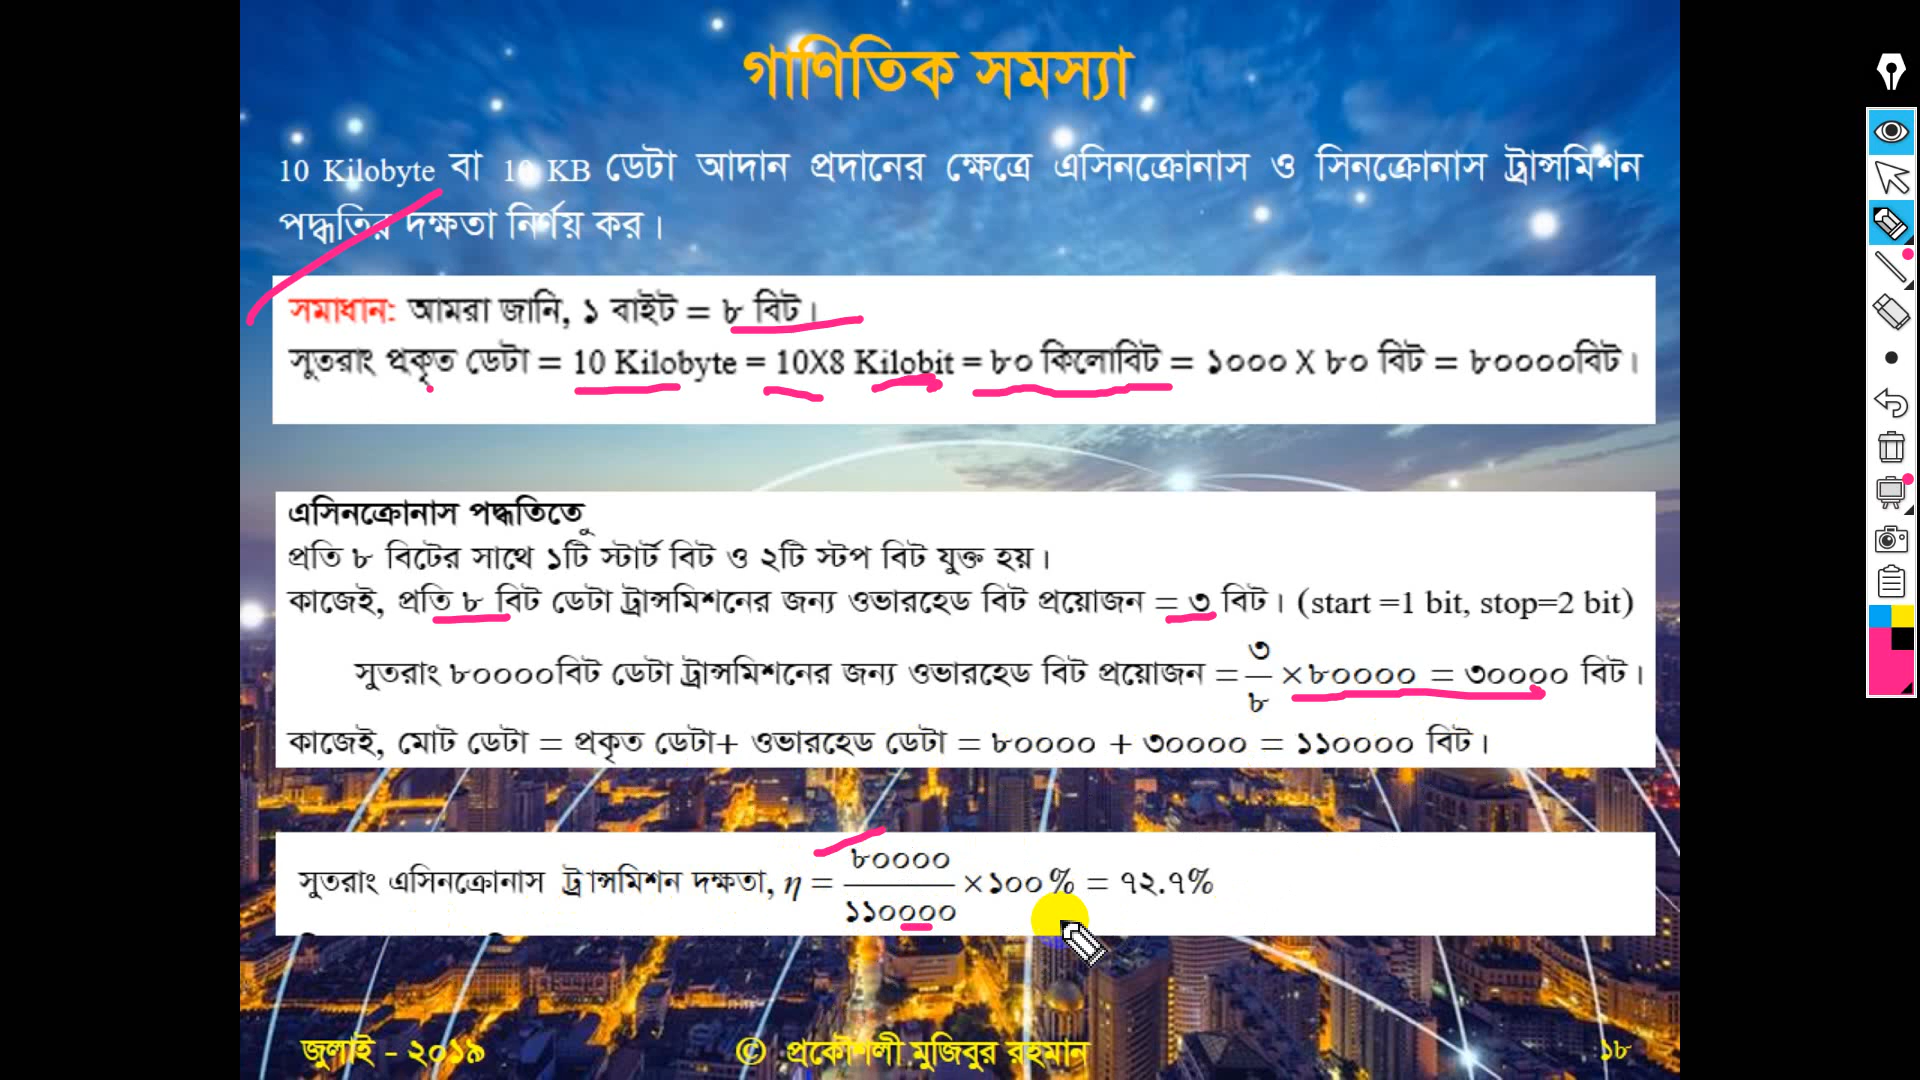 গাণিতিক সমস্যা
10 Kilobyte বা 10 KB ডেটা আদান প্রদানের ক্ষেত্রে এসিনক্রোনাস ও সিনক্রোনাস ট্রান্সমিশন
পদ্ধতির দক্ষতা নির্ণয় কর।
সমাধান: আমরা জানি, ১ বাইট = ৮ বিট।
সুতরাং প্রকৃত ডেটা = 10 Kilobyte = 10X8 Kilobit = ৮০ কিলোবিট = ১০০০ X ৮০ বিট = ৮০০০০বিট।
এসিনক্রোনাস পদ্ধতিতে
প্রতি ৮ বিটের সাথে ১টি স্টার্ট বিট ও ২টি স্টপ বিট যুক্ত হয়।
কাজেই, প্রতি ৮ বিট ডেটা ট্রান্সমিশনের জন্য ওভারহেড বিট প্রয়োজন = ৩ বিট। (start =1 bit, stop=2 bit)
সুতরাং ৮০০০০বিট ডেটা ট্রান্সমিশনের জন্য ওভারহেড বিট প্রয়োজন = ৩/৮ ×৮০০০০ = ৩০০০০ বিট।
কাজেই, মোট ডেটা = প্রকৃত ডেটা+ ওভারহেড ডেটা = ৮০০০০ + ৩০০০০ = ১১০০০০ বিট।
সুতরাং এসিনক্রোনাস ট্রান্সমিশন দক্ষতা, η = ৮০০০০/১১০০০০ ×১০০% = ৭২.৭%
জুলাই - ২০১৯ © প্রকৌশলী মুজিবুর রহমান ১৮